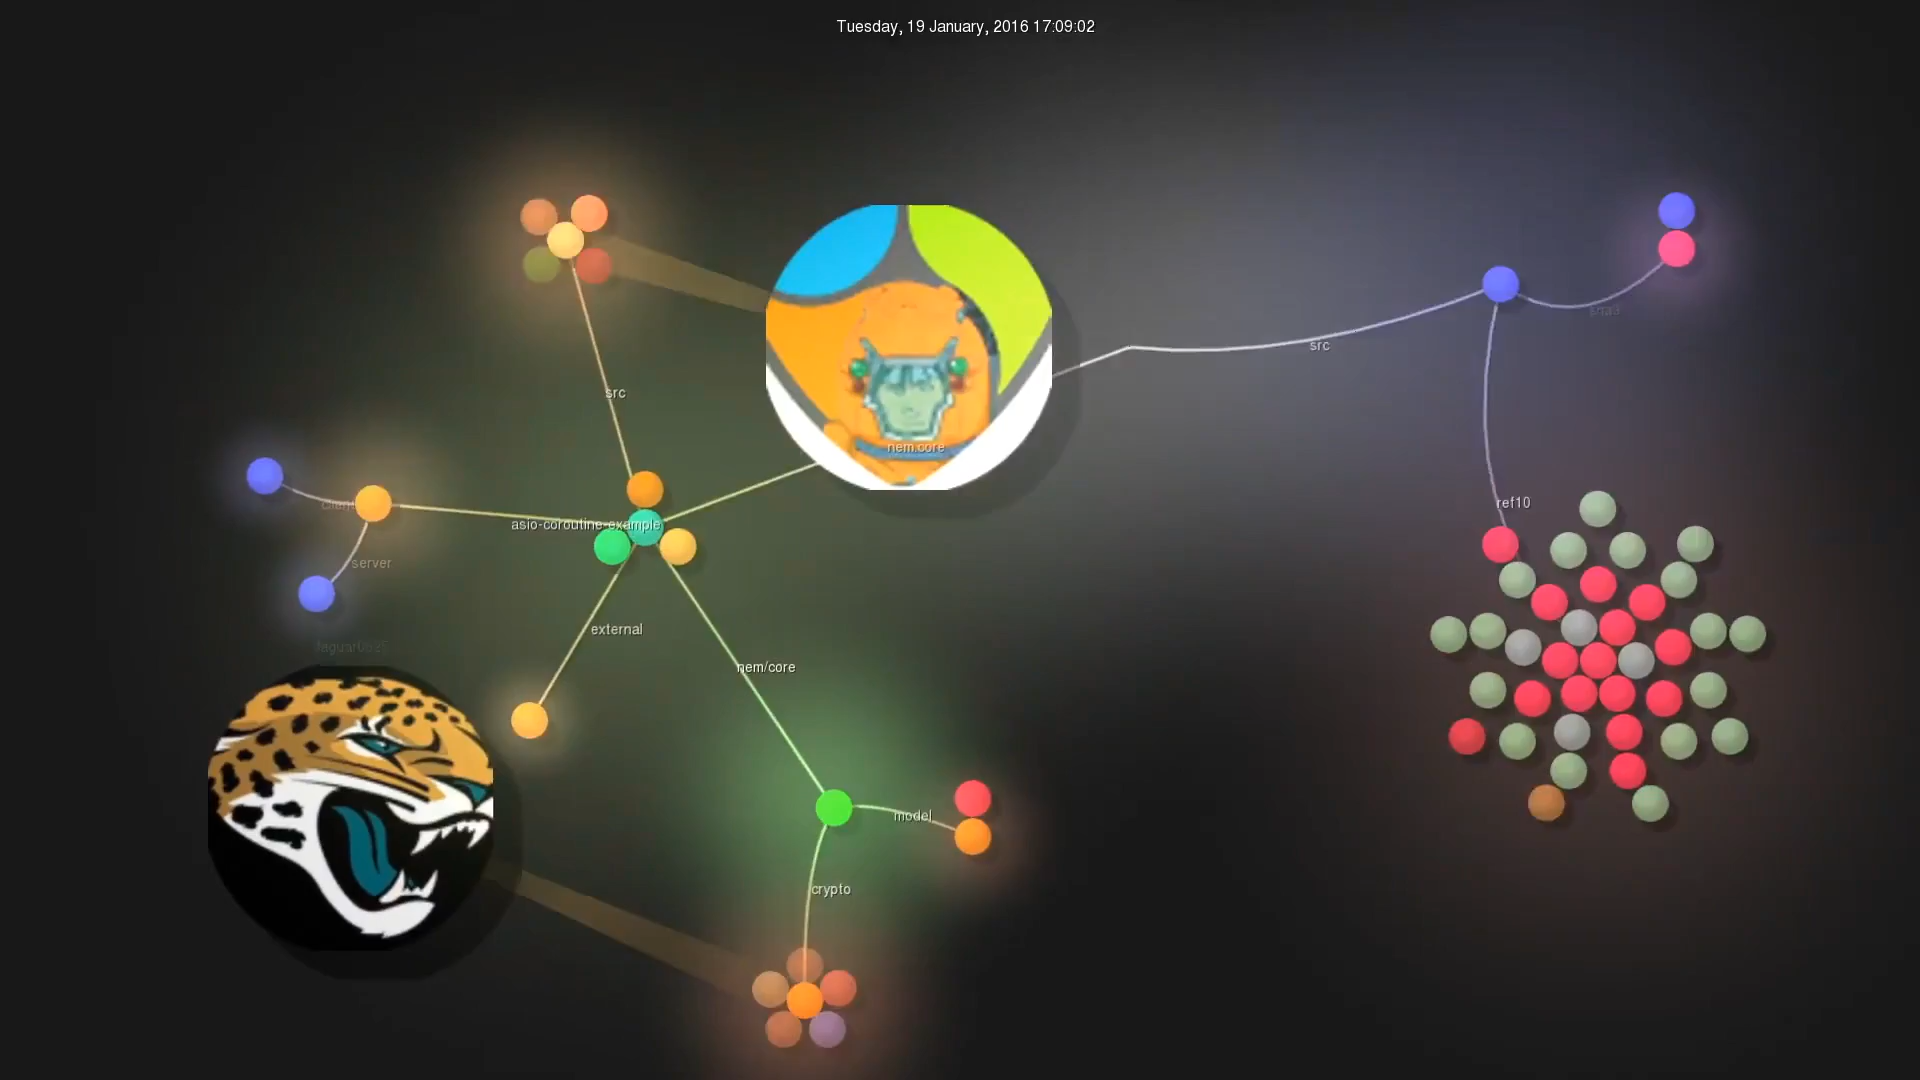 Tuesday, 19 January, 2016 17:09:02
src
src
nem.core
client
asio-coroutine-example
ref10
server
external
nem/core
model
crypto